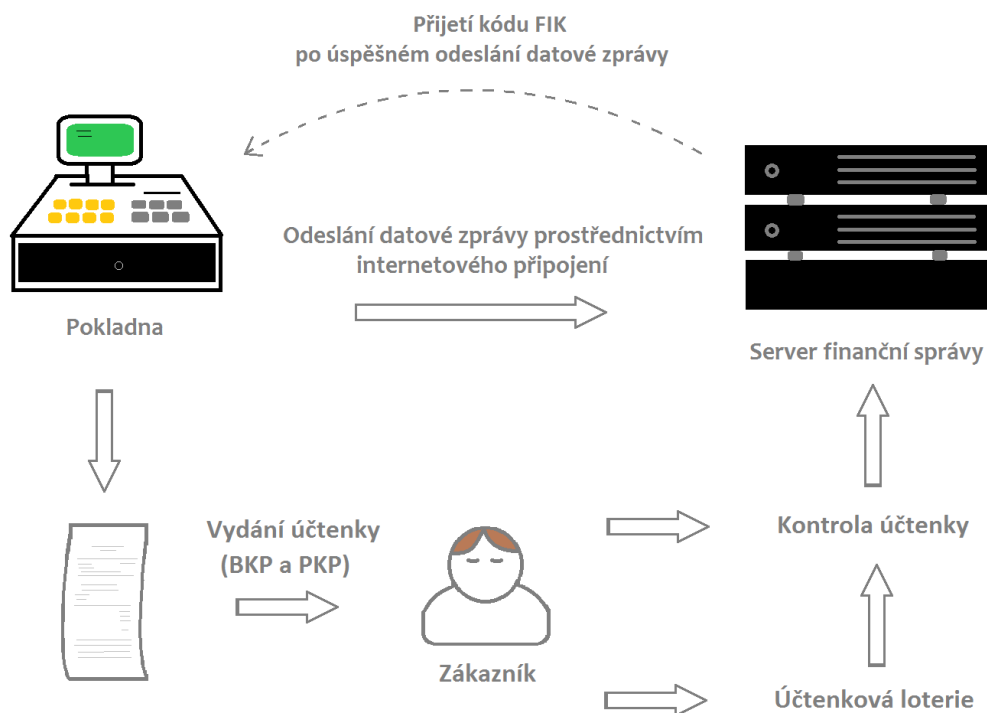 Přijetí kódu FIK
po úspěšném odeslání datové zprávy
Odeslání datové zprávy prostřednictvím
internetového připojení
Pokladna
Server finanční správy
Vydání účtenky
(BKP a PKP)
Kontrola účtenky
Zákazník
Účtenková loterie